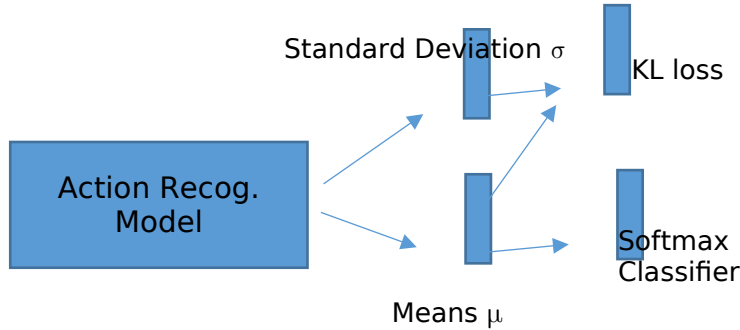 Standard Deviation σ
KL loss
Action Recog.
Model
Softmax
Classifier
Means μ